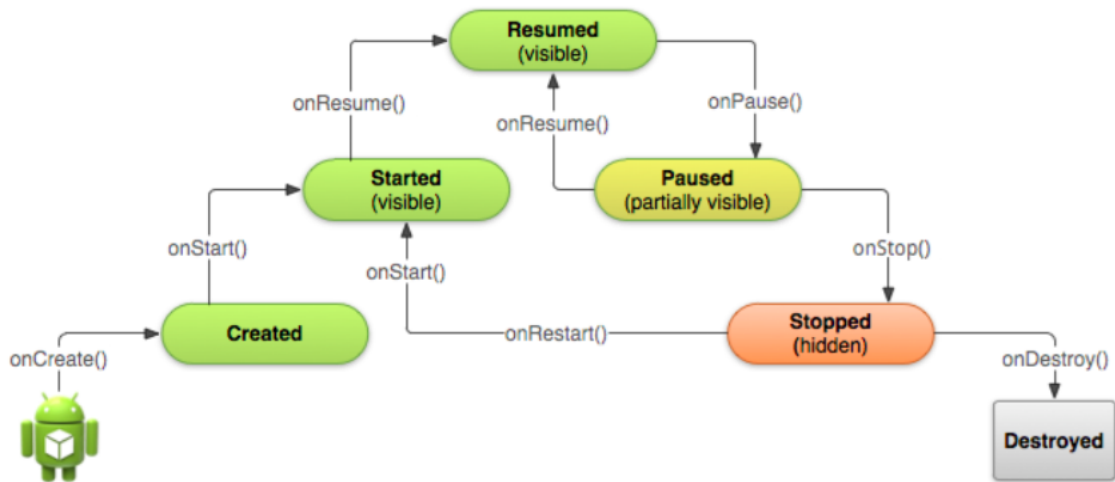 Resumed
(visible)
onResume()
onPause()
onResume()
Started
(visible)
Paused
(partially visible)
onStart()
onStart()
onStop()
Created
onRestart()
Stopped
(hidden)
onCreate()
onDestroy()
Destroyed